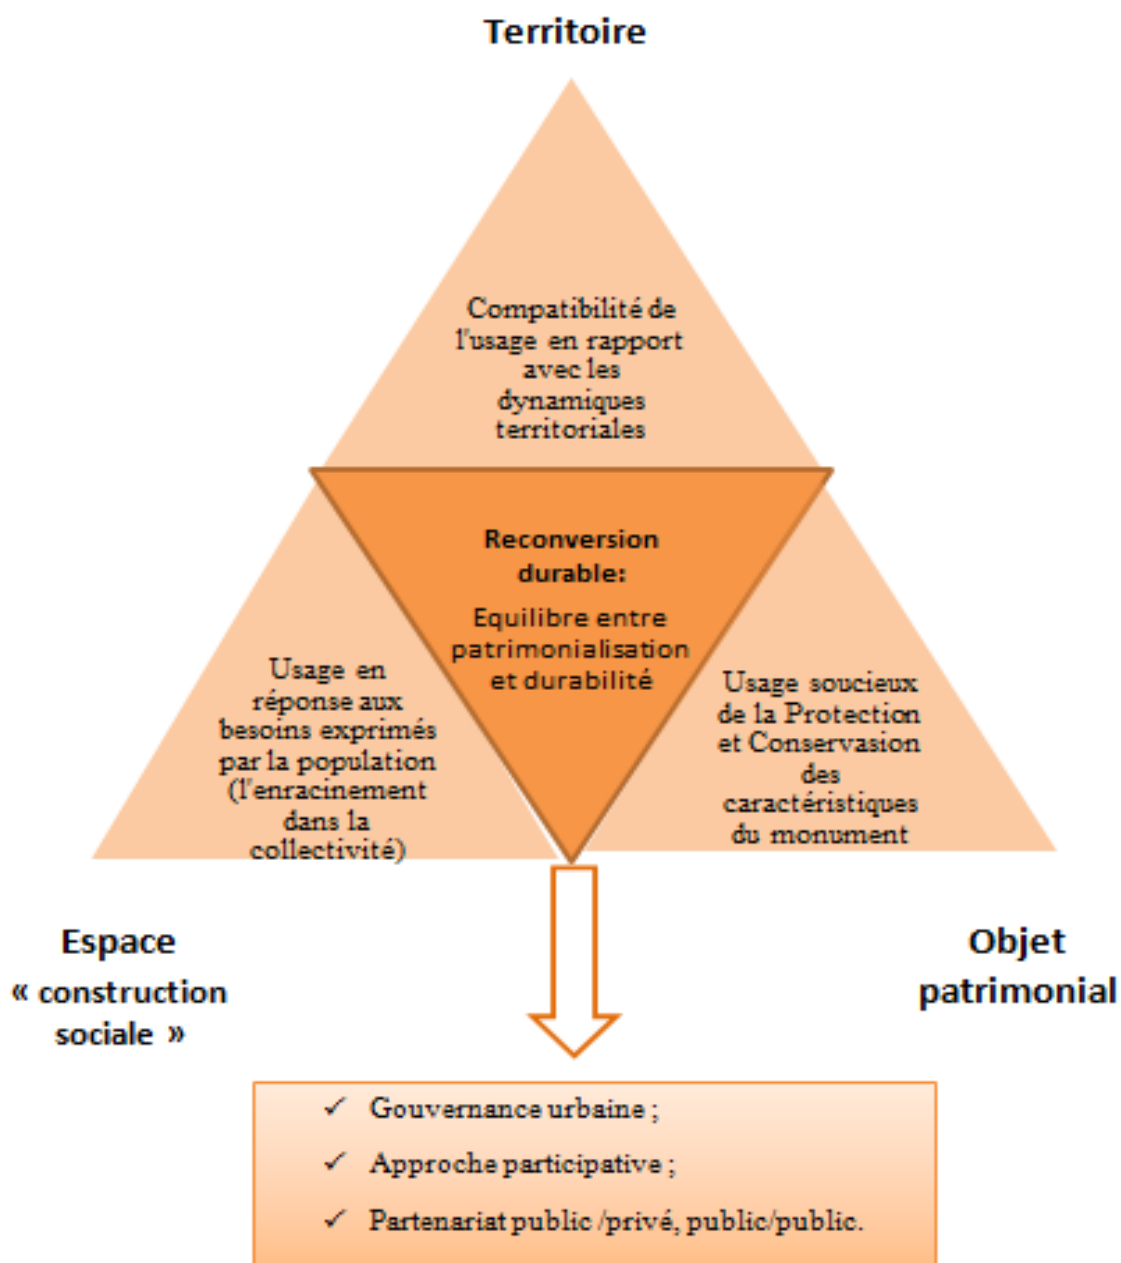 Territoire
Compatibilité de
l'usage en rapport
avec les
dynamiques
territoriales
Reconversion
durable:
Equilibre entre
patrimonialisation
et durabilité
Usage en
réponse aux
besoins exprimés
par la population
(l'enracinement
dans la
collectivité)
Usage soucieux
de la Protection
et Conservasion
des
caractéristiques
du monument
Espace
« construction
sociale »
Objet
patrimonial
✓ Gouvernance urbaine ;
✓ Approche participative ;
✓ Partenariat public /privé, public/public.